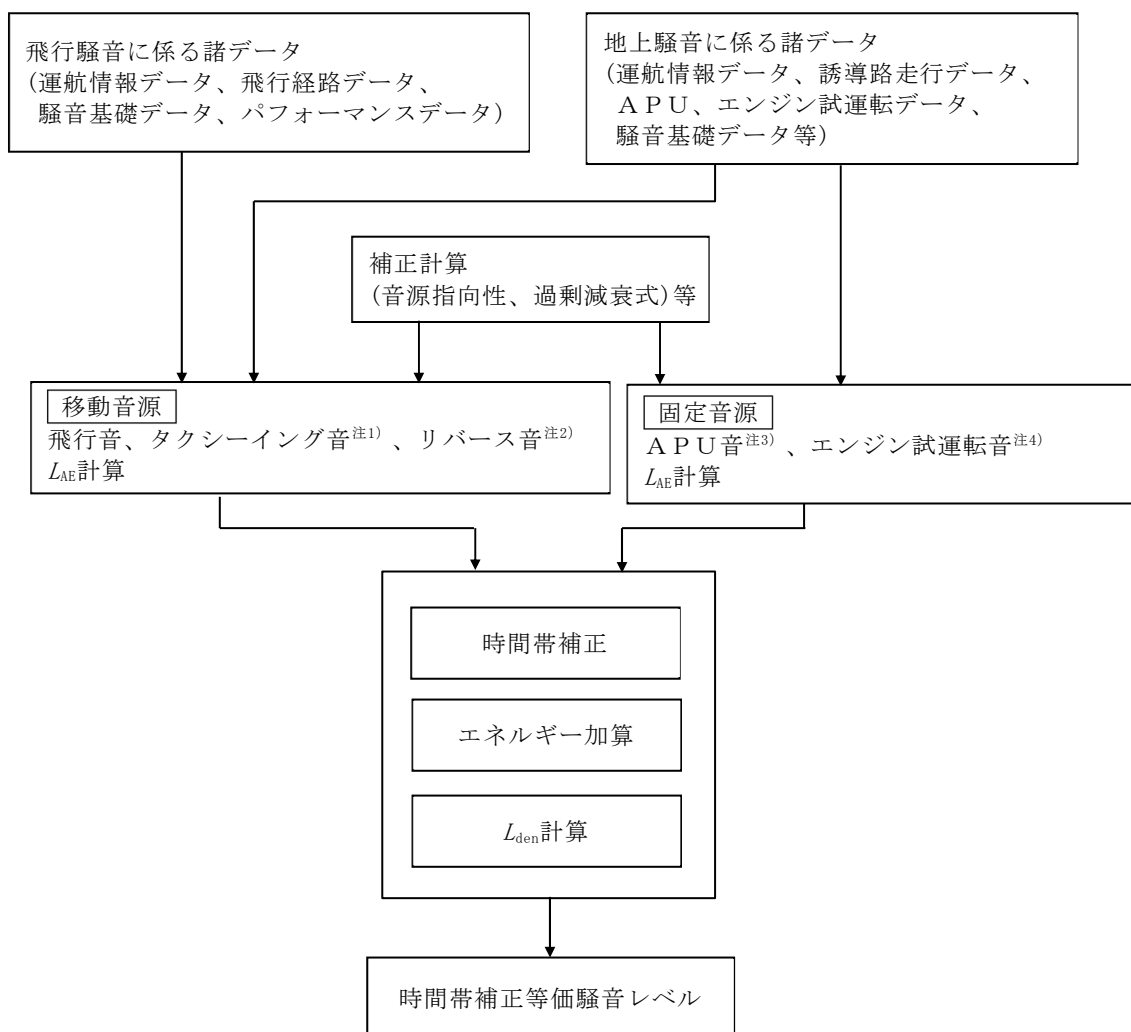 飛行騒音に係る諸データ
(運航情報データ、飛行経路データ、
騒音基礎データ、パフォーマンスデータ)
地上騒音に係る諸データ
(運航情報データ、誘導路走行データ、
ＡＰＵ、エンジン試運転データ、
騒音基礎データ等)
補正計算
(音源指向性、過剰減衰式)等
移動音源
飛行音、タクシーイング音注1)、リバース音注2)
LAE計算
固定音源
ＡＰＵ音注3)、エンジン試運転音注4)
LAE計算
時間帯補正
エネルギー加算
Lden計算
時間帯補正等価騒音レベル